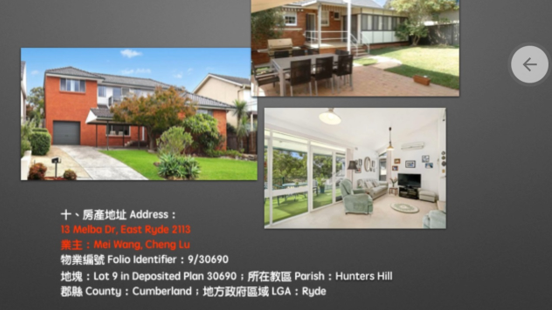 十、房產地址 Address：
13 Melba Dr, East Ryde 2113
業主：Mei Wang, Cheng Lu
物業編號 Folio Identifier：9/30690
地塊：Lot 9 in Deposited Plan 30690；所在教區 Parish：Hunters Hill
郡縣 County：Cumberland；地方政府區域 LGA：Ryde